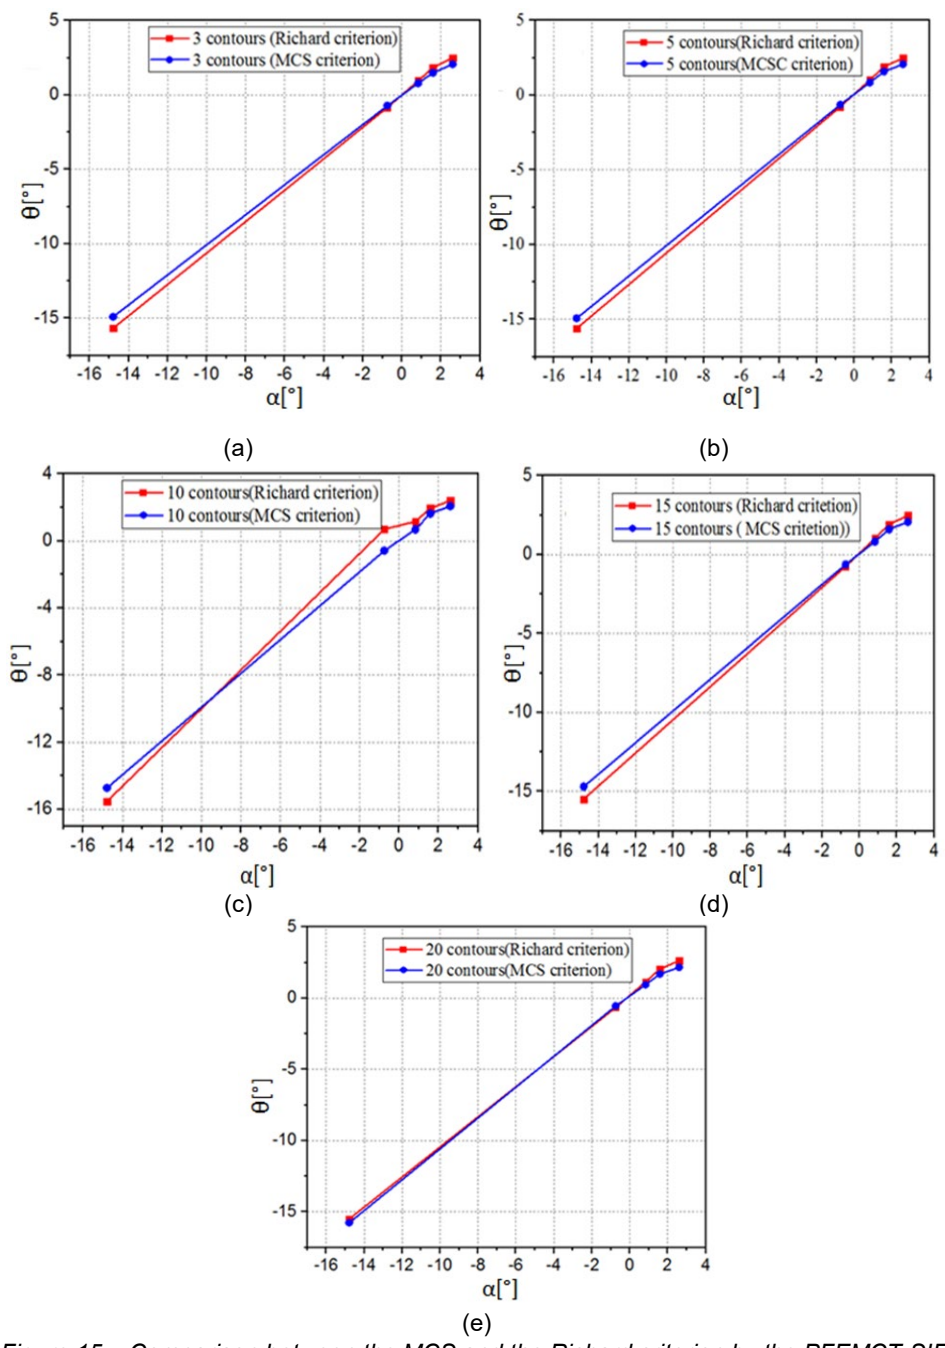 5
3 contours (Richard criterion)
3 contours (MCS criterion)
0
-5
-10
-15
θ[°]
-16 -14 -12 -10 -8 -6 -4 -2 0 2 4
α[°]
(a)
5
5 contours(Richard criterion)
5 contours(MCSC criterion)
0
-5
-10
-15
θ[°]
-16 -14 -12 -10 -8 -6 -4 -2 0 2 4
α[°]
(b)
4
10 contours(Richard criterion)
10 contours(MCS criterion)
0
-4
-8
-12
-16
θ[°]
-16 -14 -12 -10 -8 -6 -4 -2 0 2 4
α[°]
(c)
5
15 contours (Richard critetion)
15 contours ( MCS critetion))
0
-5
-10
-15
θ[°]
-16 -14 -12 -10 -8 -6 -4 -2 0 2 4
α[°]
(d)
5
20 contours(Richard criterion)
20 contours(MCS criterion)
0
-5
-10
-15
θ[°]
-16 -14 -12 -10 -8 -6 -4 -2 0 2 4
α[°]
(e)